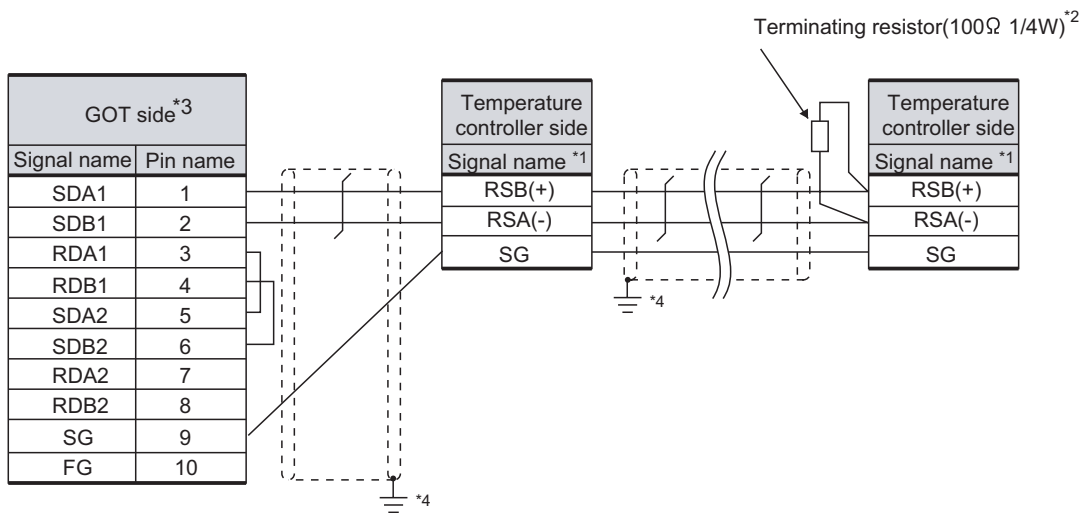 Terminating resistor(100Ω 1/4W)*2
GOT side*3
Signal name Pin name
SDA1 1
SDB1 2
RDA1 3
RDB1 4
SDA2 5
SDB2 6
RDA2 7
RDB2 8
SG 9
FG 10
*4
Temperature
controller side
Signal name *1
RSB(+)
RSA(-)
SG
*4
Temperature
controller side
Signal name *1
RSB(+)
RSA(-)
SG